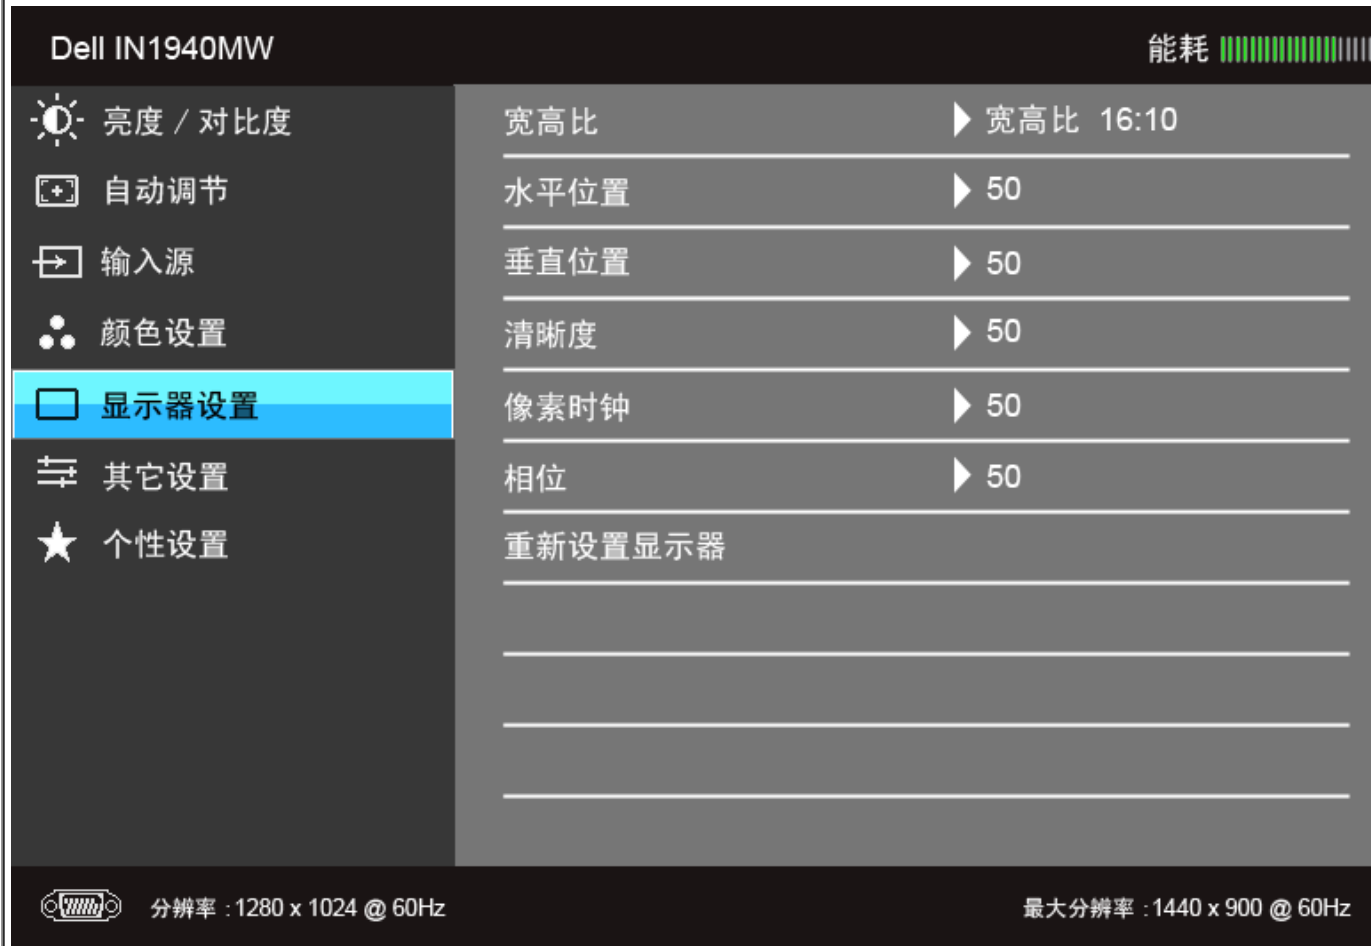 Dell IN1940MW
能耗
亮度 / 对比度
自动调节
输入源
颜色设置
显示器设置
其它设置
个性设置
宽高比 宽高比 16:10
水平位置 50
垂直位置 50
清晰度 50
像素时钟 50
相位 50
重新设置显示器
分辨率 :1280 x 1024 @ 60Hz
最大分辨率 :1440 x 900 @ 60Hz